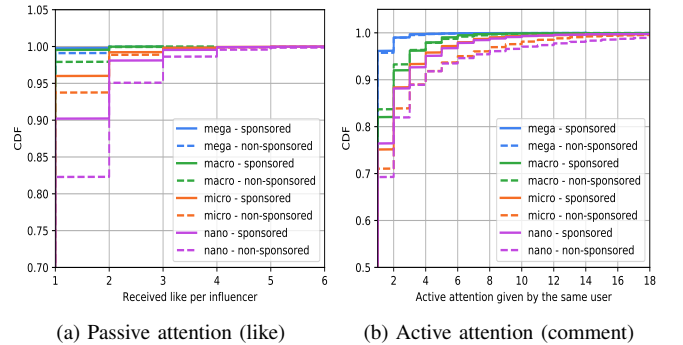 1.05
1.00
0.95
0.90
0.85
0.80
0.75
0.70
CDF
mega - sponsored
mega - non-sponsored
macro - sponsored
macro - non-sponsored
micro - sponsored
micro - non-sponsored
nano - sponsored
nano - non-sponsored
1 2 3 4 5 6
Received like per influencer
(a) Passive attention (like)
1.0
0.9
0.8
0.7
0.6
0.5
CDF
mega - sponsored
mega - non-sponsored
macro - sponsored
macro - non-sponsored
micro - sponsored
micro - non-sponsored
nano - sponsored
nano - non-sponsored
2 4 6 8 10 12 14 16 18
Active attention given by the same user
(b) Active attention (comment)